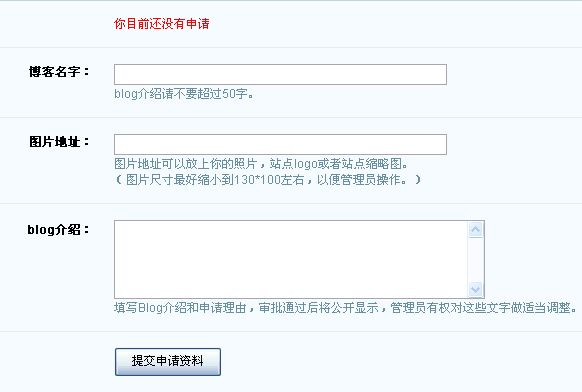 你目前还没有申请
博客名字：
blog介绍请不要超过50字。
图片地址：
图片地址可以放上你的照片，站点logo或者站点缩略图。
（图片尺寸最好缩小到130*100左右，以便管理员操作。）
blog介绍：
填写Blog介绍和申请理由，审批通过后将公开显示，管理员有权对这些文字做适当调整。
提交申请资料